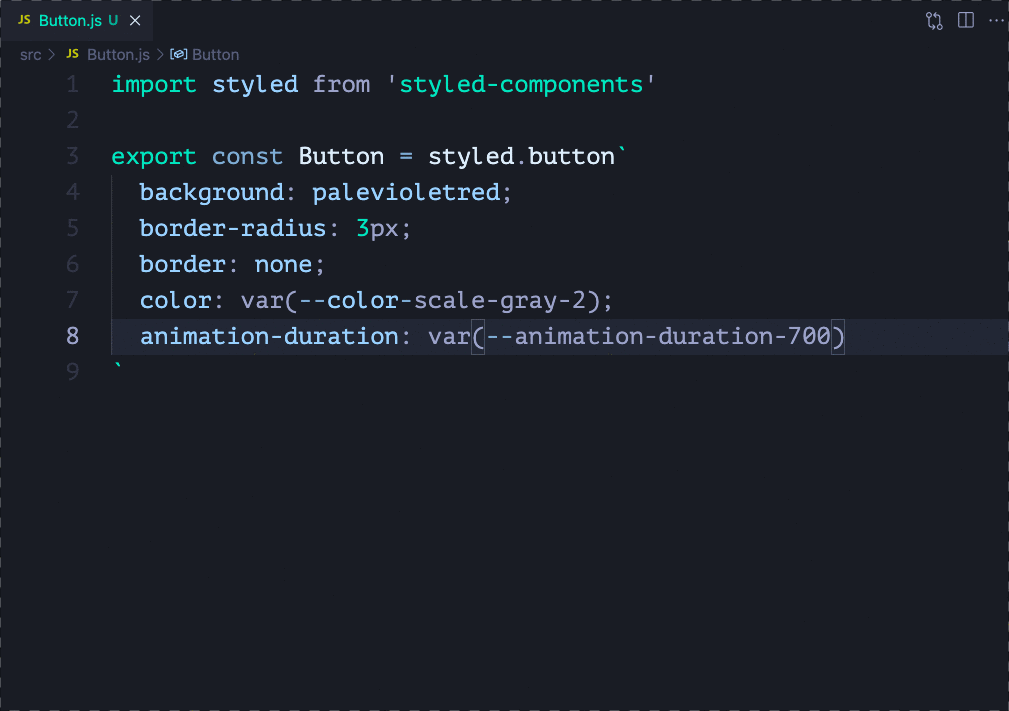 JS Button.js U ×
src > JS Button.js > Button
1 import styled from 'styled-components'
2
3 export const Button = styled.button`
4   background: palevioletred;
5   border-radius: 3px;
6   border: none;
7   color: var(--color-scale-gray-2);
8   animation-duration: var(--animation-duration-700)
9 `